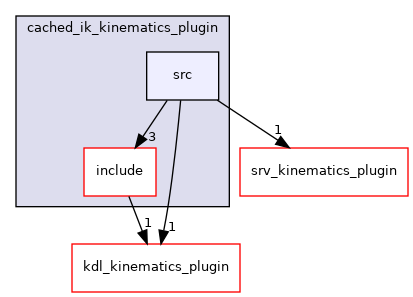 cached_ik_kinematics_plugin
src
3
1
include
srv_kinematics_plugin
1
1
kdl_kinematics_plugin